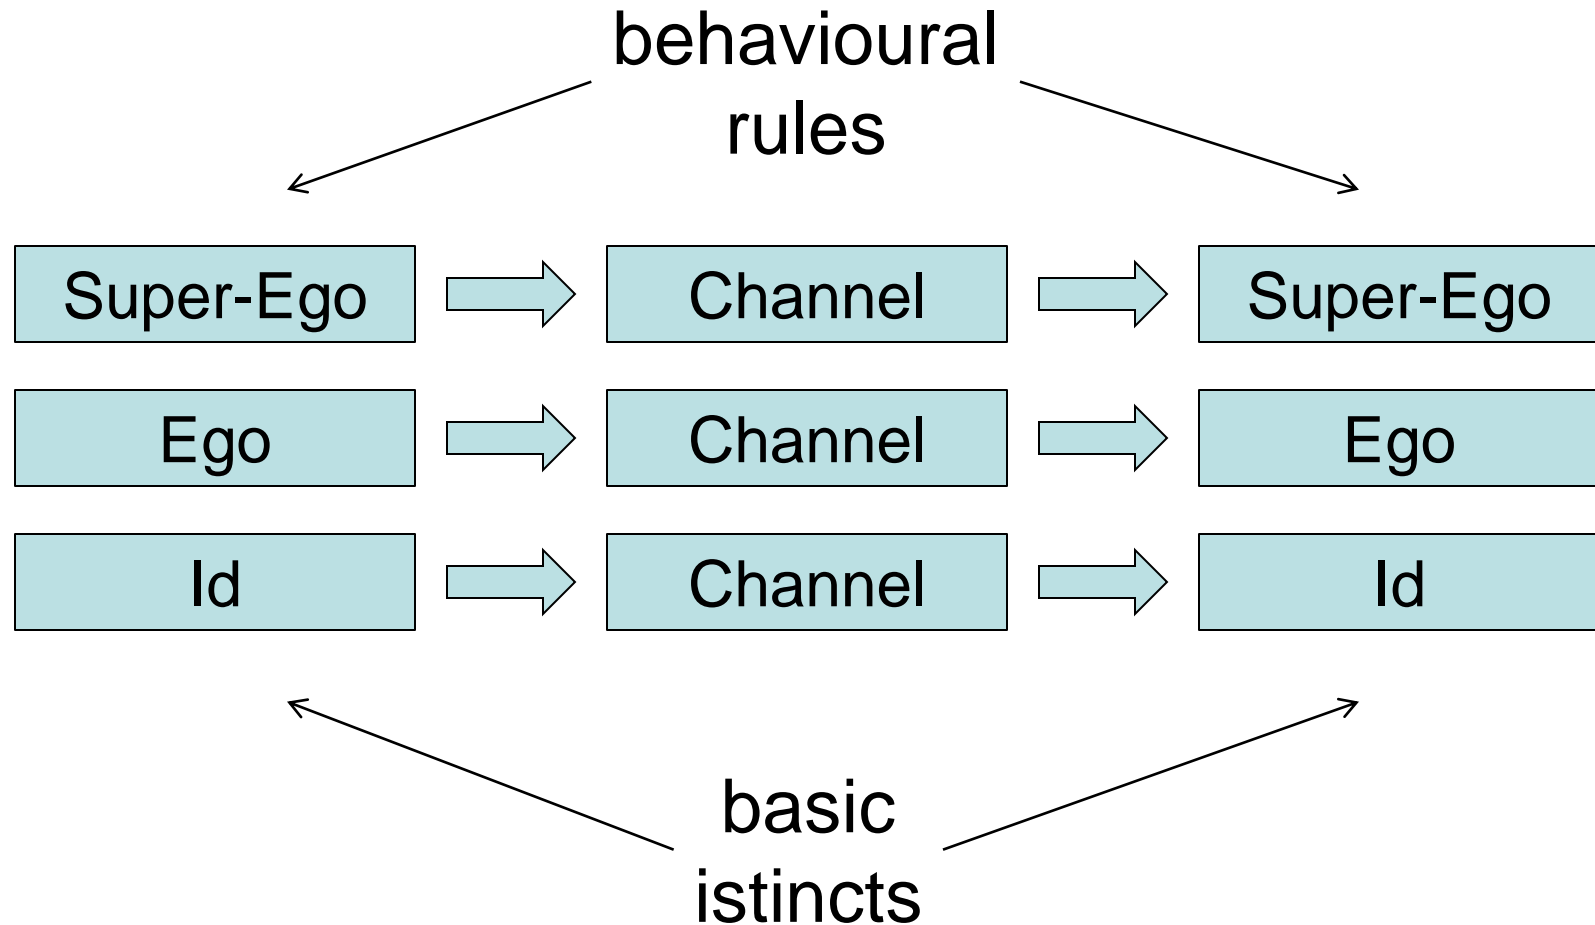 behavioural
rules
Super-Ego Channel Super-Ego
Ego Channel Ego
Id Channel Id
basic
istincts